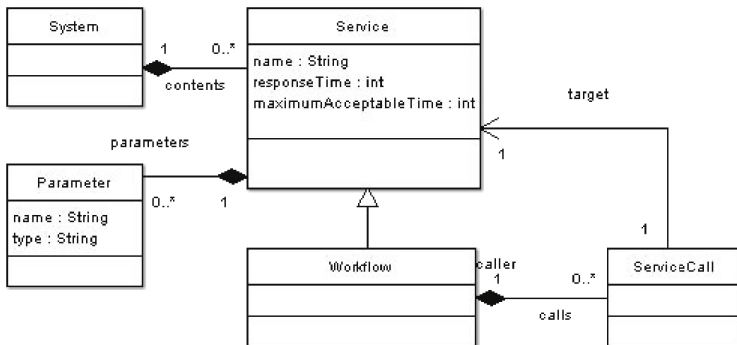 System
Service
1
0..*
contents
name : String
responseTime : int
maximumAcceptableTime : int
target
parameters
1
Parameter
0..*
1
name : String
type : String
1
Workflow
caller
1
0..*
ServiceCall
calls